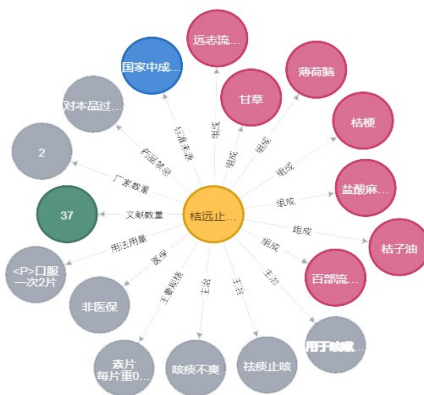 远志流...
国家中成...
薄荷脑
甘草
对本品过...
桔梗
标准来源
组成
组成
组成
药品禁忌
组成
2
厂家数量
盐酸麻...
组成
37
文献数量
桔远止...
组成
桔子油
用法用量
组成
<P>口服
一次2片
医保
百部流...
非医保
主要规格
主治
主治
主治
用于咳嗽...
素片
每片重0...
咳痰不爽
祛痰止咳